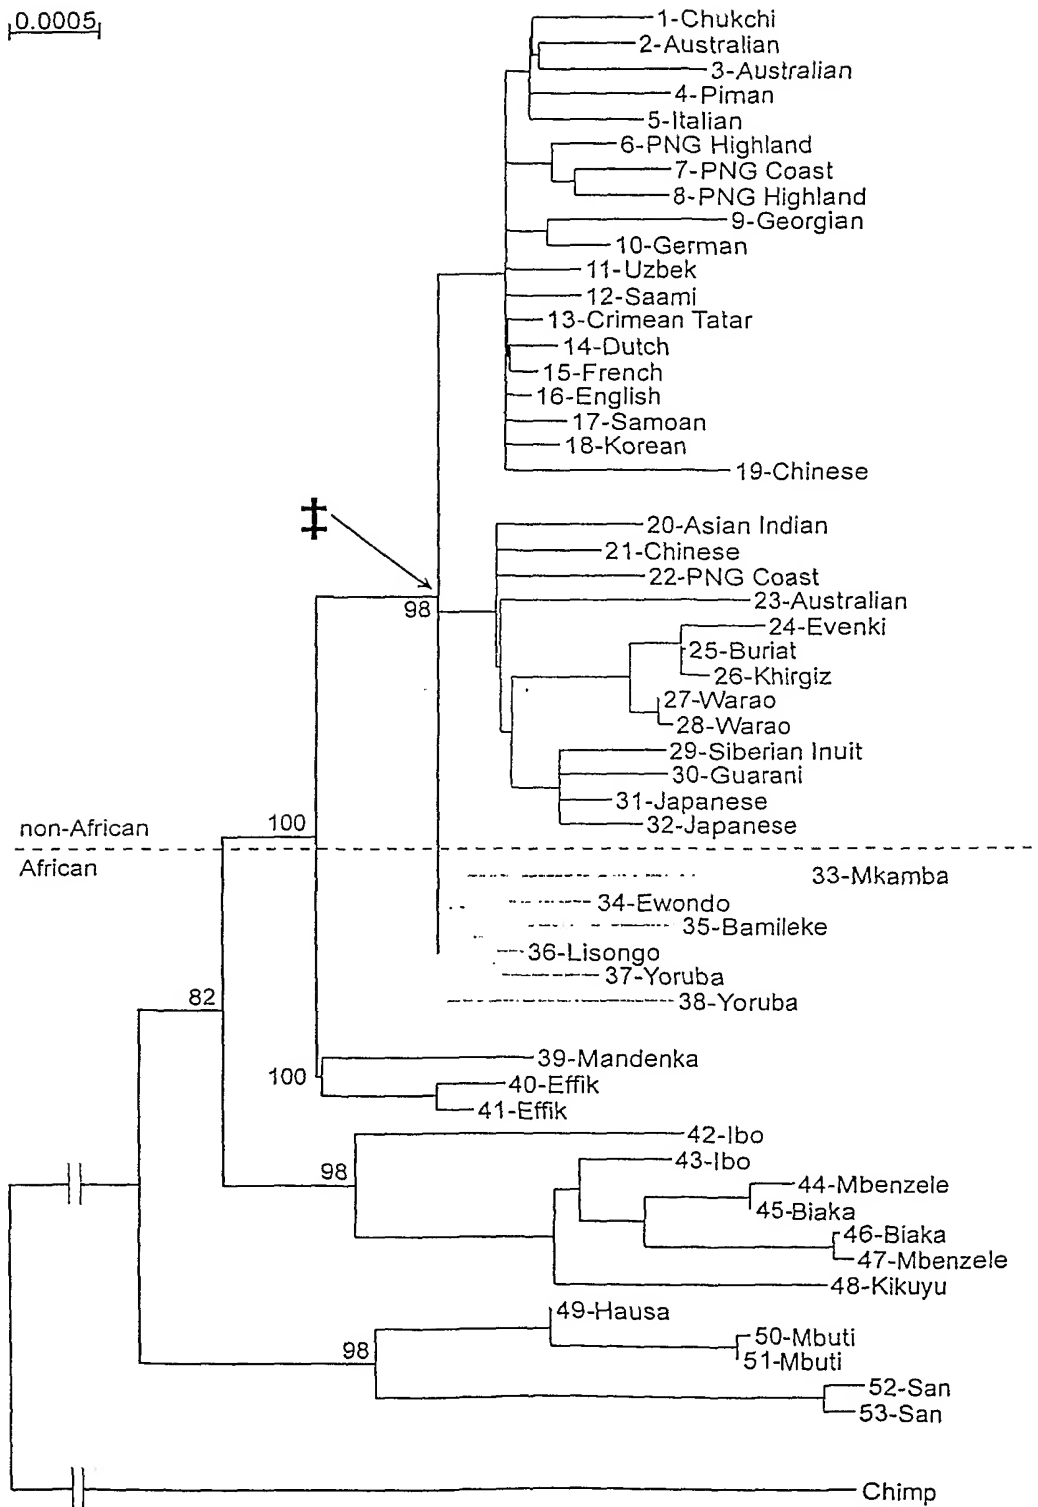 0.0005
1-Chukchi
2-Australian
3-Australian
4-Piman
5-Italian
6-PNG Highland
7-PNG Coast
8-PNG Highland
9-Georgian
10-German
11-Uzbek
12-Saami
13-Crimean Tatar
14-Dutch
15-French
16-English
17-Samoan
18-Korean
19-Chinese
‡
20-Asian Indian
21-Chinese
22-PNG Coast
23-Australian
98
24-Evenki
25-Buriat
26-Khirgiz
27-Warao
28-Warao
29-Siberian Inuit
30-Guarani
31-Japanese
32-Japanese
100
non-African
African
33-Mkamba
34-Ewondo
35-Bamileke
36-Lisongo
37-Yoruba
82
38-Yoruba
39-Mandenka
100
40-Effik
41-Effik
42-Ibo
43-Ibo
98
44-Mbenzele
45-Biaka
46-Biaka
47-Mbenzele
48-Kikuyu
49-Hausa
50-Mbuti
98
51-Mbuti
52-San
53-San
Chimp